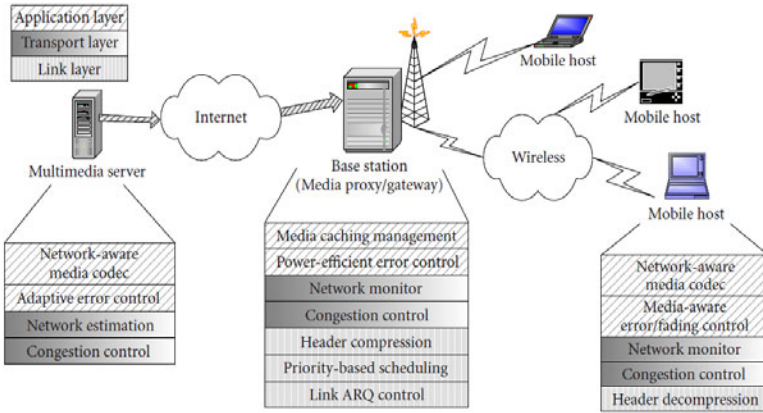 Application layer
Transport layer
Link layer
Multimedia server
Internet
Base station
(Media proxy/gateway)
Mobile host
Mobile host
Wireless
Mobile host
Network-aware
media codec
Adaptive error control
Network estimation
Congestion control
Media caching management
Power-efficient error control
Network monitor
Congestion control
Header compression
Priority-based scheduling
Link ARQ control
Network-aware
media codec
Media-aware
error/fading control
Network monitor
Congestion control
Header decompression